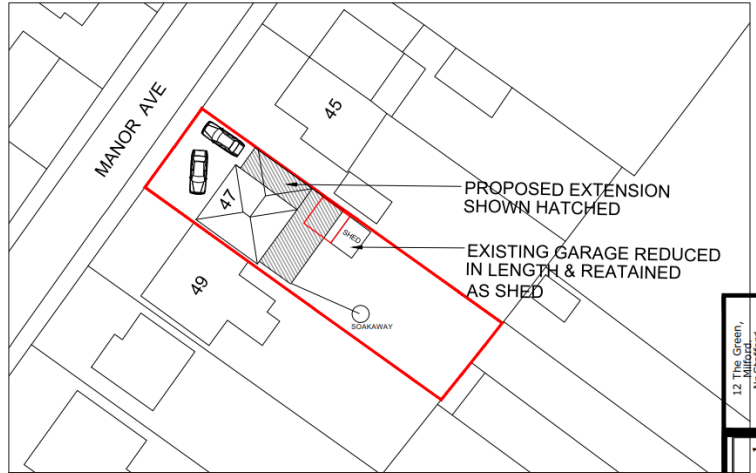 MANOR AVE
45
47
49
PROPOSED EXTENSION
SHOWN HATCHED
SHED
EXISTING GARAGE REDUCED
IN LENGTH & REATAINED
AS SHED
SOAKAWAY
12 The Green,
Milford,